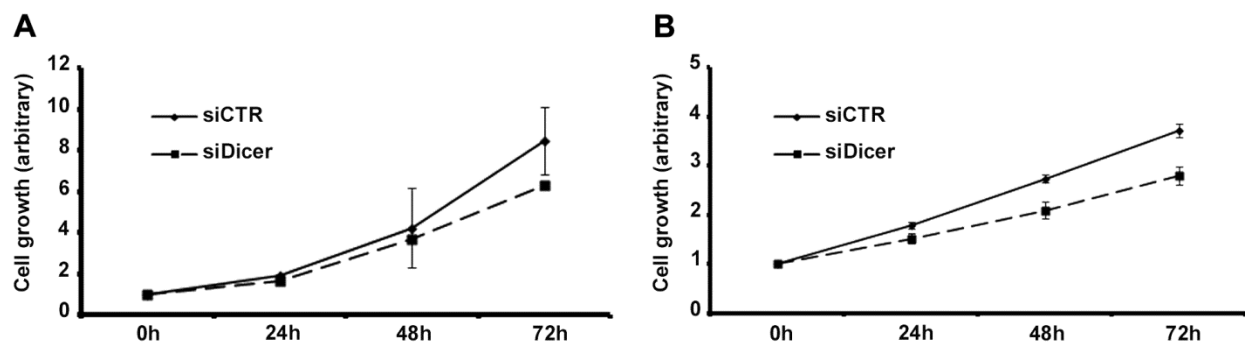 A
Cell growth (arbitrary)
12
10
8
6
4
2
0
siCTR
siDicer
0h
24h
48h
72h
B
Cell growth (arbitrary)
5
4
3
2
1
0
siCTR
siDicer
0h
24h
48h
72h